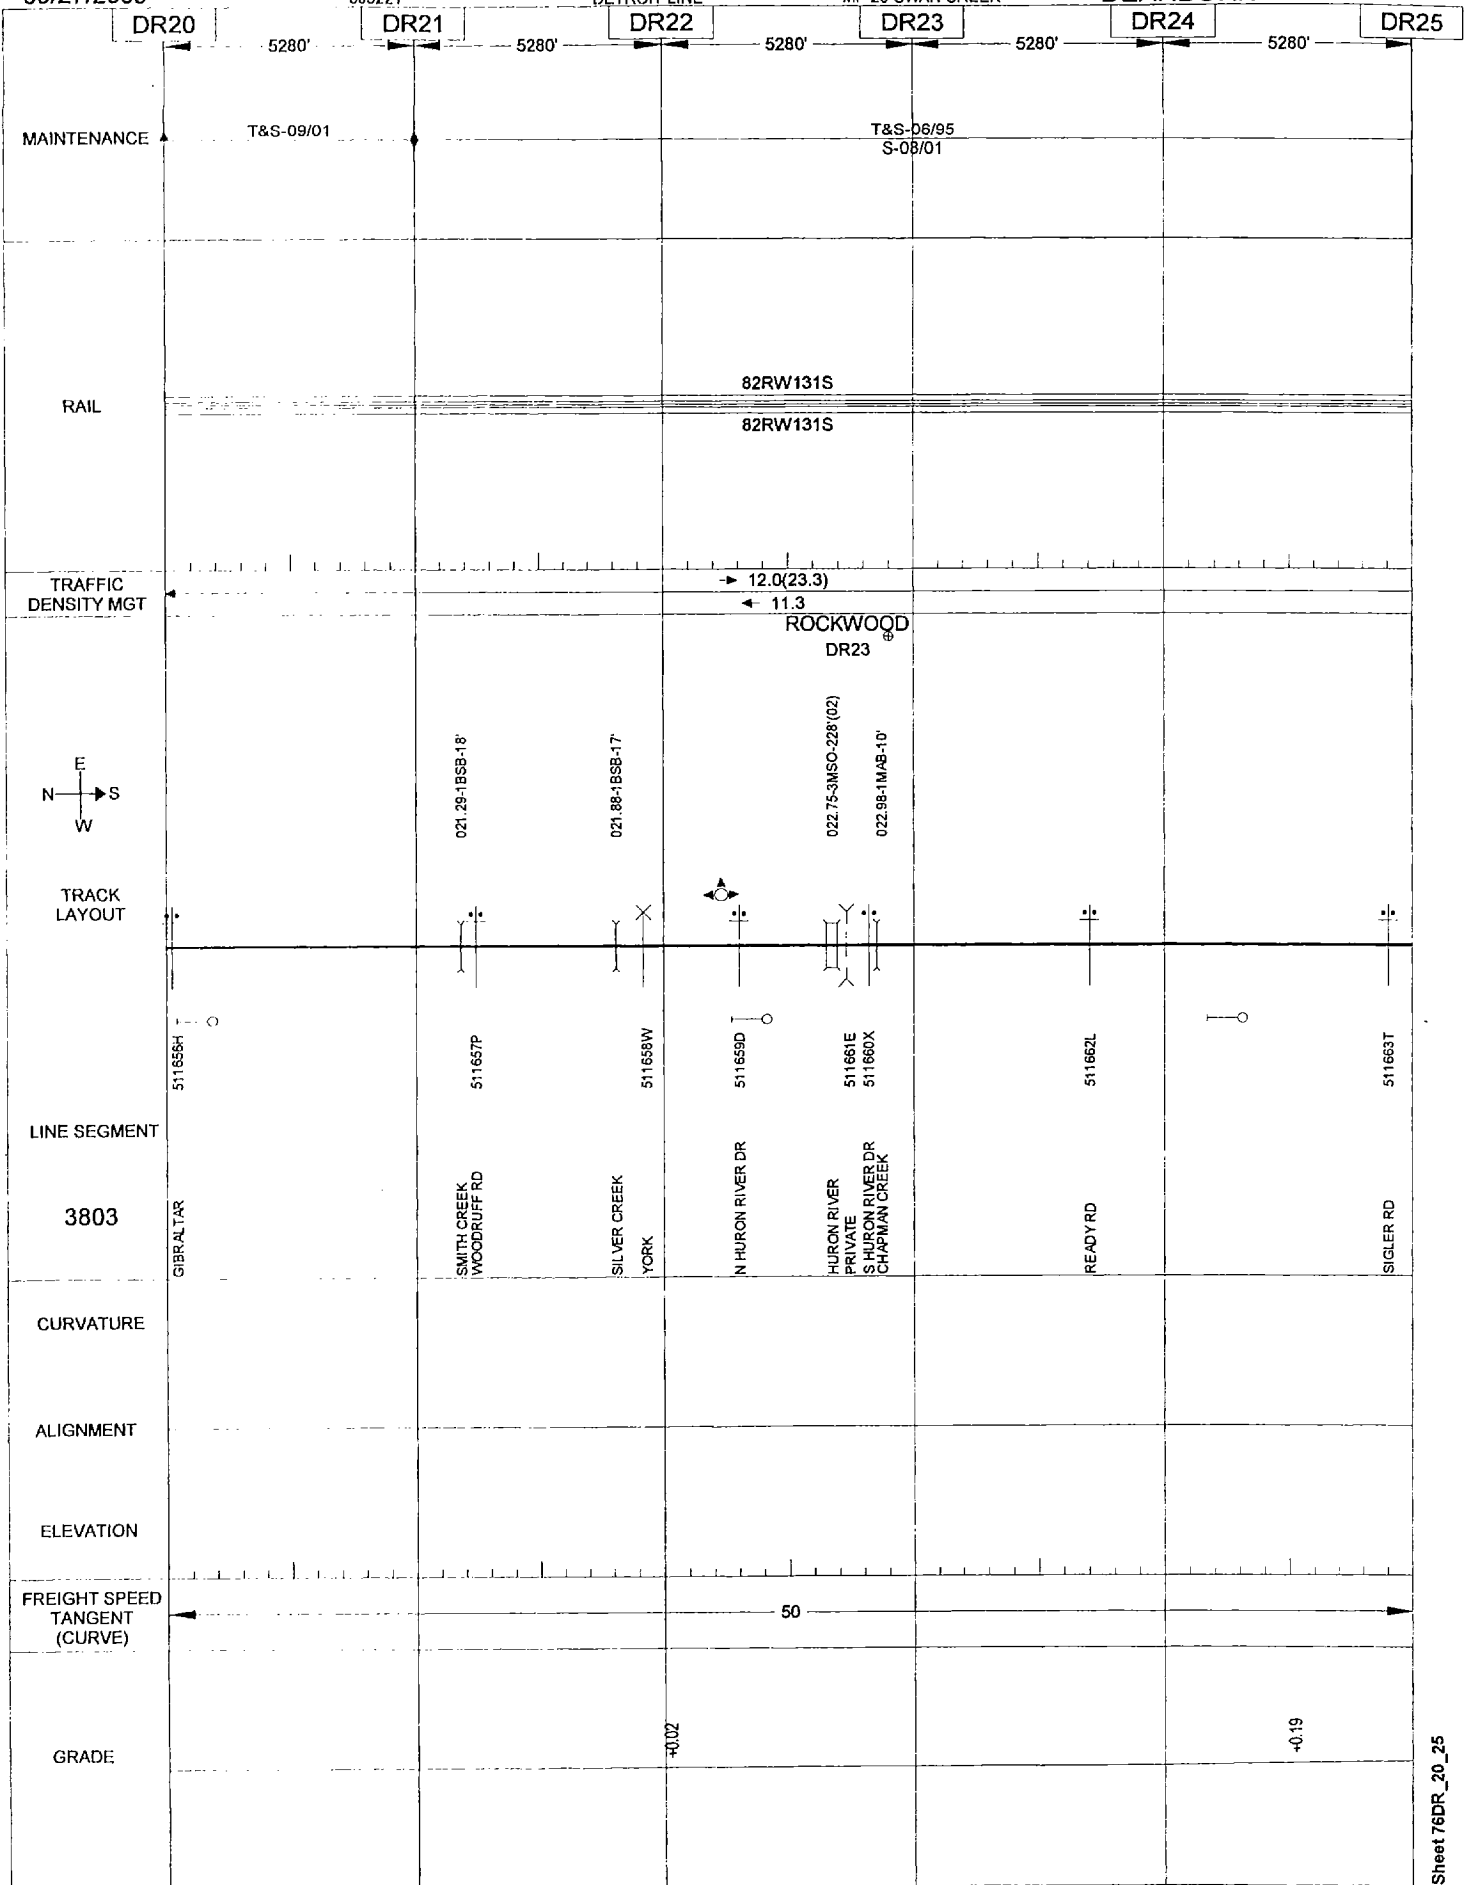 DR20
DR21
DR22
DR23
DR24
DR25
5280'
5280'
5280'
5280'
5280'
MAINTENANCE
T&S-09/01
T&S-06/95
S-08/01
RAIL
82RW131S
82RW131S
TRAFFIC
DENSITY MGT
12.0(23.3)
11.3
ROCKWOOD
DR23
021.29-1BSB-18'
021.88-1BSB-17'
022.75-3MSO-228'(02)
022.98-1MAB-10'
E
N
S
W
TRACK
LAYOUT
511656H
511657P
511658W
511659D
511661E
511660X
511662L
511663T
LINE SEGMENT
3803
GIBRALTAR
SMITH CREEK
WOODRUFF RD
SILVER CREEK
YORK
N HURON RIVER DR
HURON RIVER
PRIVATE
S HURON RIVER DR
CHAPMAN CREEK
READY RD
SIGLER RD
CURVATURE
ALIGNMENT
ELEVATION
FREIGHT SPEED
TANGENT
(CURVE)
50
GRADE
+0.02
+0.19
Sheet 76DR_20_25